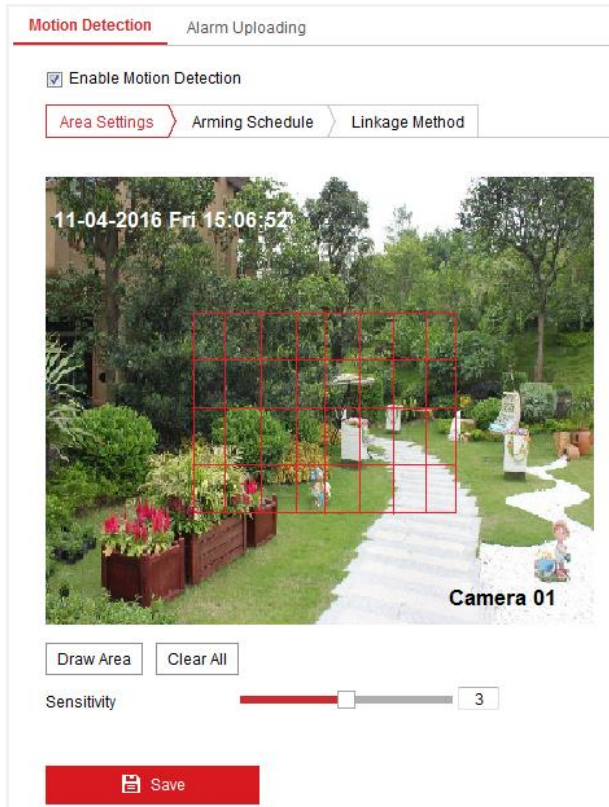 Motion Detection Alarm Uploading
Enable Motion Detection
Area Settings Arming Schedule Linkage Method
11-04-2016 Fri 15:06:52
Camera 01
Draw Area Clear All
Sensitivity 3
Save